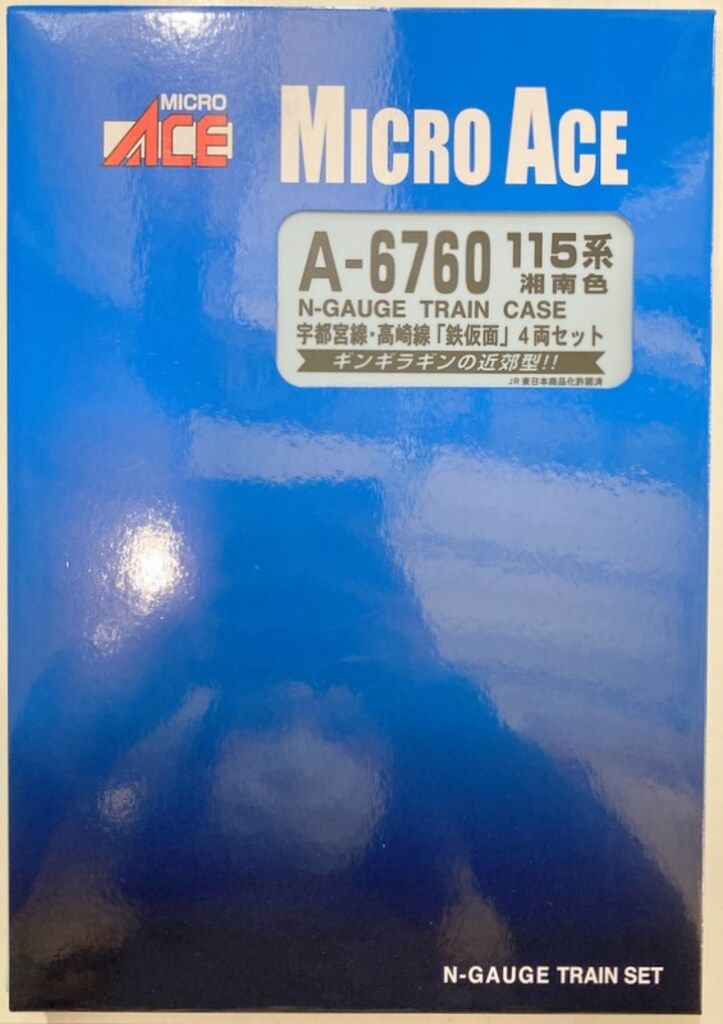 MICRO
ACE
MICRO ACE
A-6760 115系
湘南色
N-GAUGE TRAIN CASE
宇都宮線・高崎線「鉄仮面」4両セット
ギンギラギンの近郊型!!
JR東日本商品化許諾済
N-GAUGE TRAIN SET